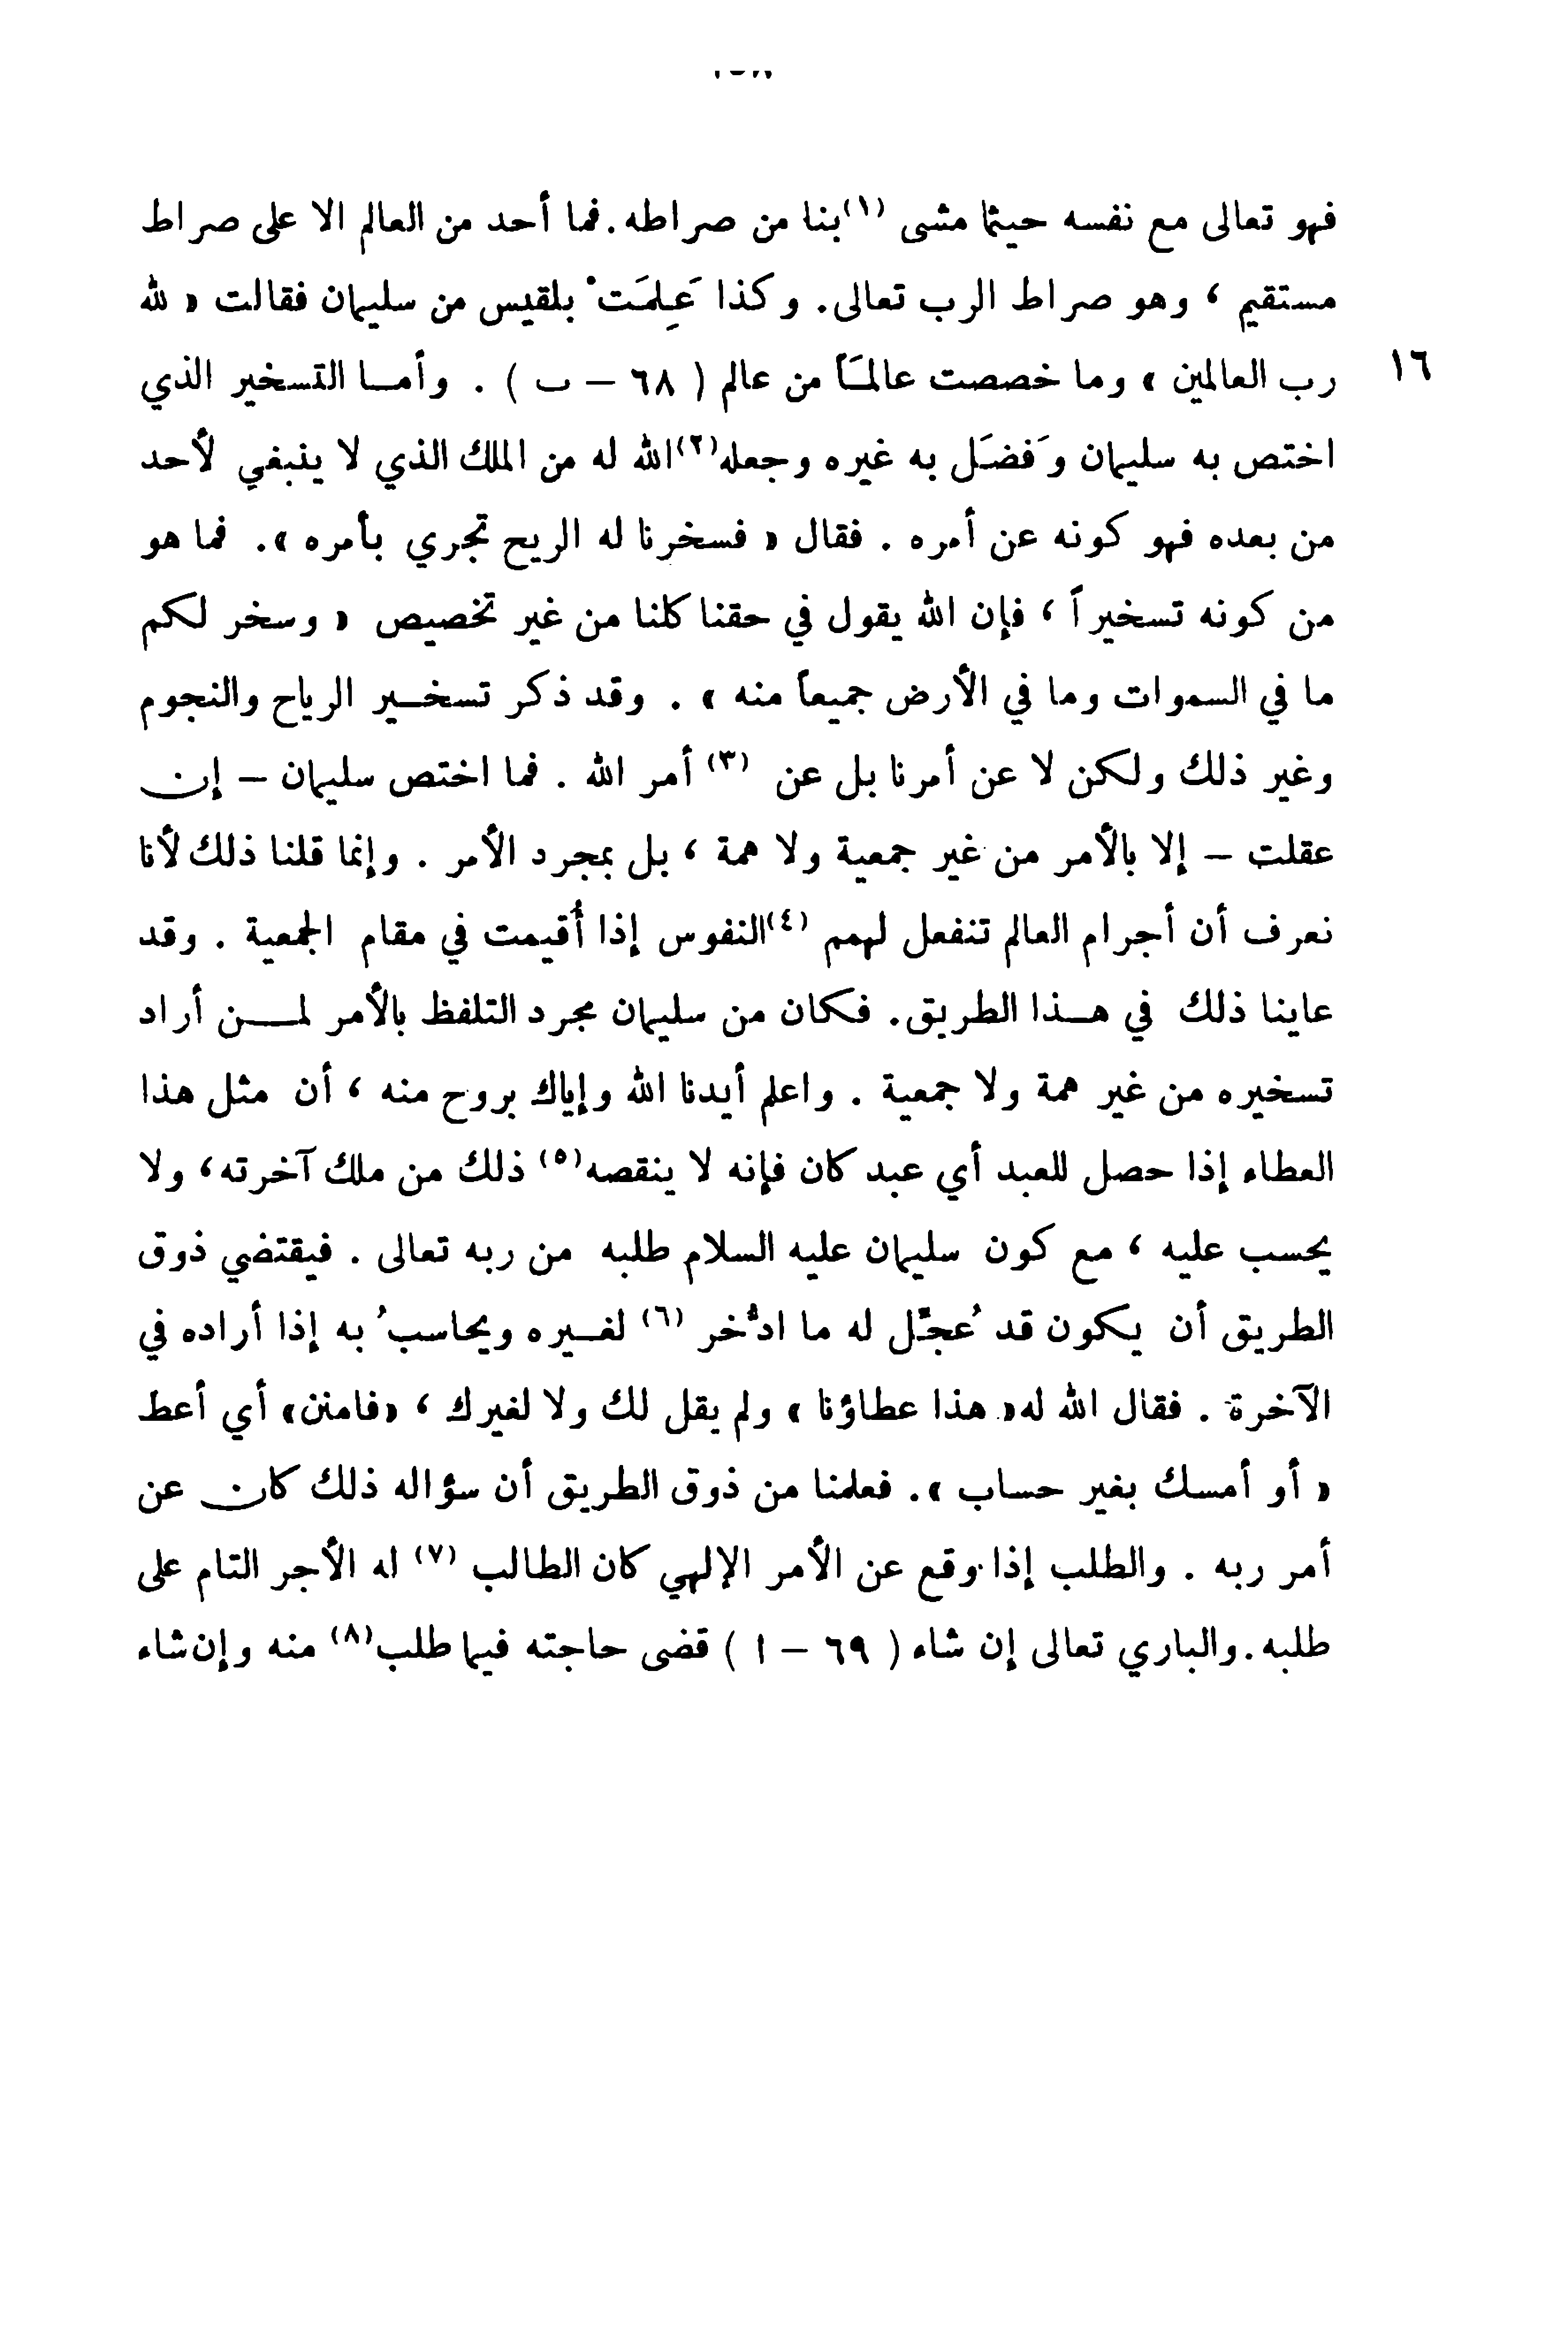 فهو تعالى مع نفسه حيثما مشى (١) بنا من صراطه. فما أحد من العالم الا على صراط
مستقيم ، وهو صراط الرب تعالى. وكذا عَلِمَتْ بلقيس من سليمان فقالت « لله
١٦ رب العالمين » وما خصصت عالمَاً من عالم ( ٦٨ – ب ) . وأمـا التسخير الذي
اختص به سليمان وفَضَل به غيره وجعله (٢) الله له من الملك الذي لا ينبغي لأحد
من بعده فهو كونه عن أمره . فقال « فسخرنا له الريح تجري بأمره ». فما هو
من كونه تسخيراً ، فإن الله يقول في حقنا كلنا من غير تخصيص « وسخر لكم
ما في السموات وما في الأرض جميعاً منه » . وقد ذكر تسخـير الرياح والنجوم
وغير ذلك ولكن لا عن أمرنا بل عن (٣) أمر الله . فما اختص سليمان – إن
عقلت – إلا بالأمر من غير جمعية ولا همة ، بل بمجرد الأمر . وإنما قلنا ذلك لأنا
نعرف أن أجرام العالم تنفعل لهمم (٤) النفوس إذا أُقيمت في مقام الجمعية . وقد
عاينا ذلك في هـذا الطريق. فكان من سليمان مجرد التلفظ بالأمر لمـن أراد
تسخيره من غير همة ولا جمعية . واعلم أيدنا الله وإياك بروح منه ، أن مثل هذا
العطاء إذا حصل للعبد أي عبد كان فإنه لا ينقصه (٥) ذلك من ملك آخرته ، ولا
يحسب عليه ، مع كون سليمان عليه السلام طلبه من ربه تعالى . فيقتضي ذوق
الطريق أن يكون قد عُجِّل له ما ادُّخر (٦) لغـيره ويحاسبُ به إذا أراده في
الآخرة . فقال الله له « هذا عطاؤنا » ولم يقل لك ولا لغيرك ، «فامنن» أي أعط
« أو أمسك بغير حساب ». فعلمنا من ذوق الطريق أن سؤاله ذلك كان عن
أمر ربه . والطلب إذا وقع عن الأمر الإلهي كان الطالب (٧) له الأجر التام على
طلبه. والباري تعالى إن شاء ( ٦٩ – ا ) قضى حاجته فيما طلب (٨) منه وإن شاء